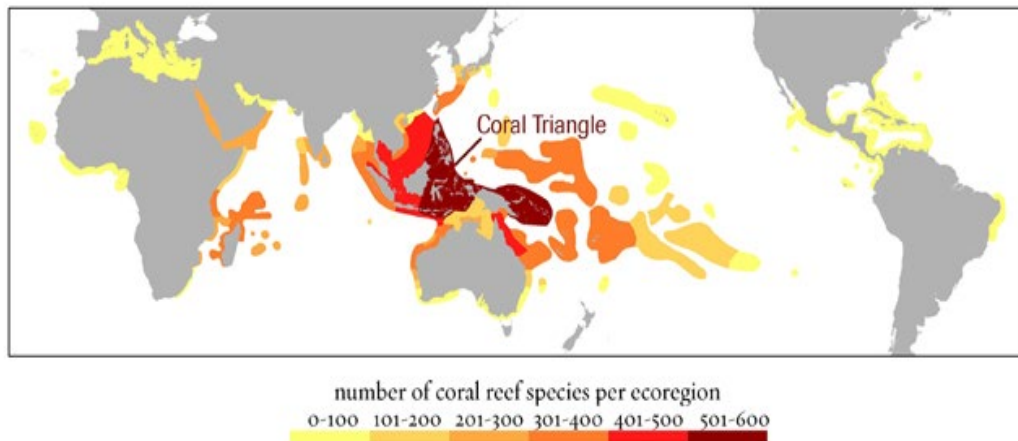 Coral Triangle
number of coral reef species per ecoregion
0-100 101-200 201-300 301-400 401-500 501-600